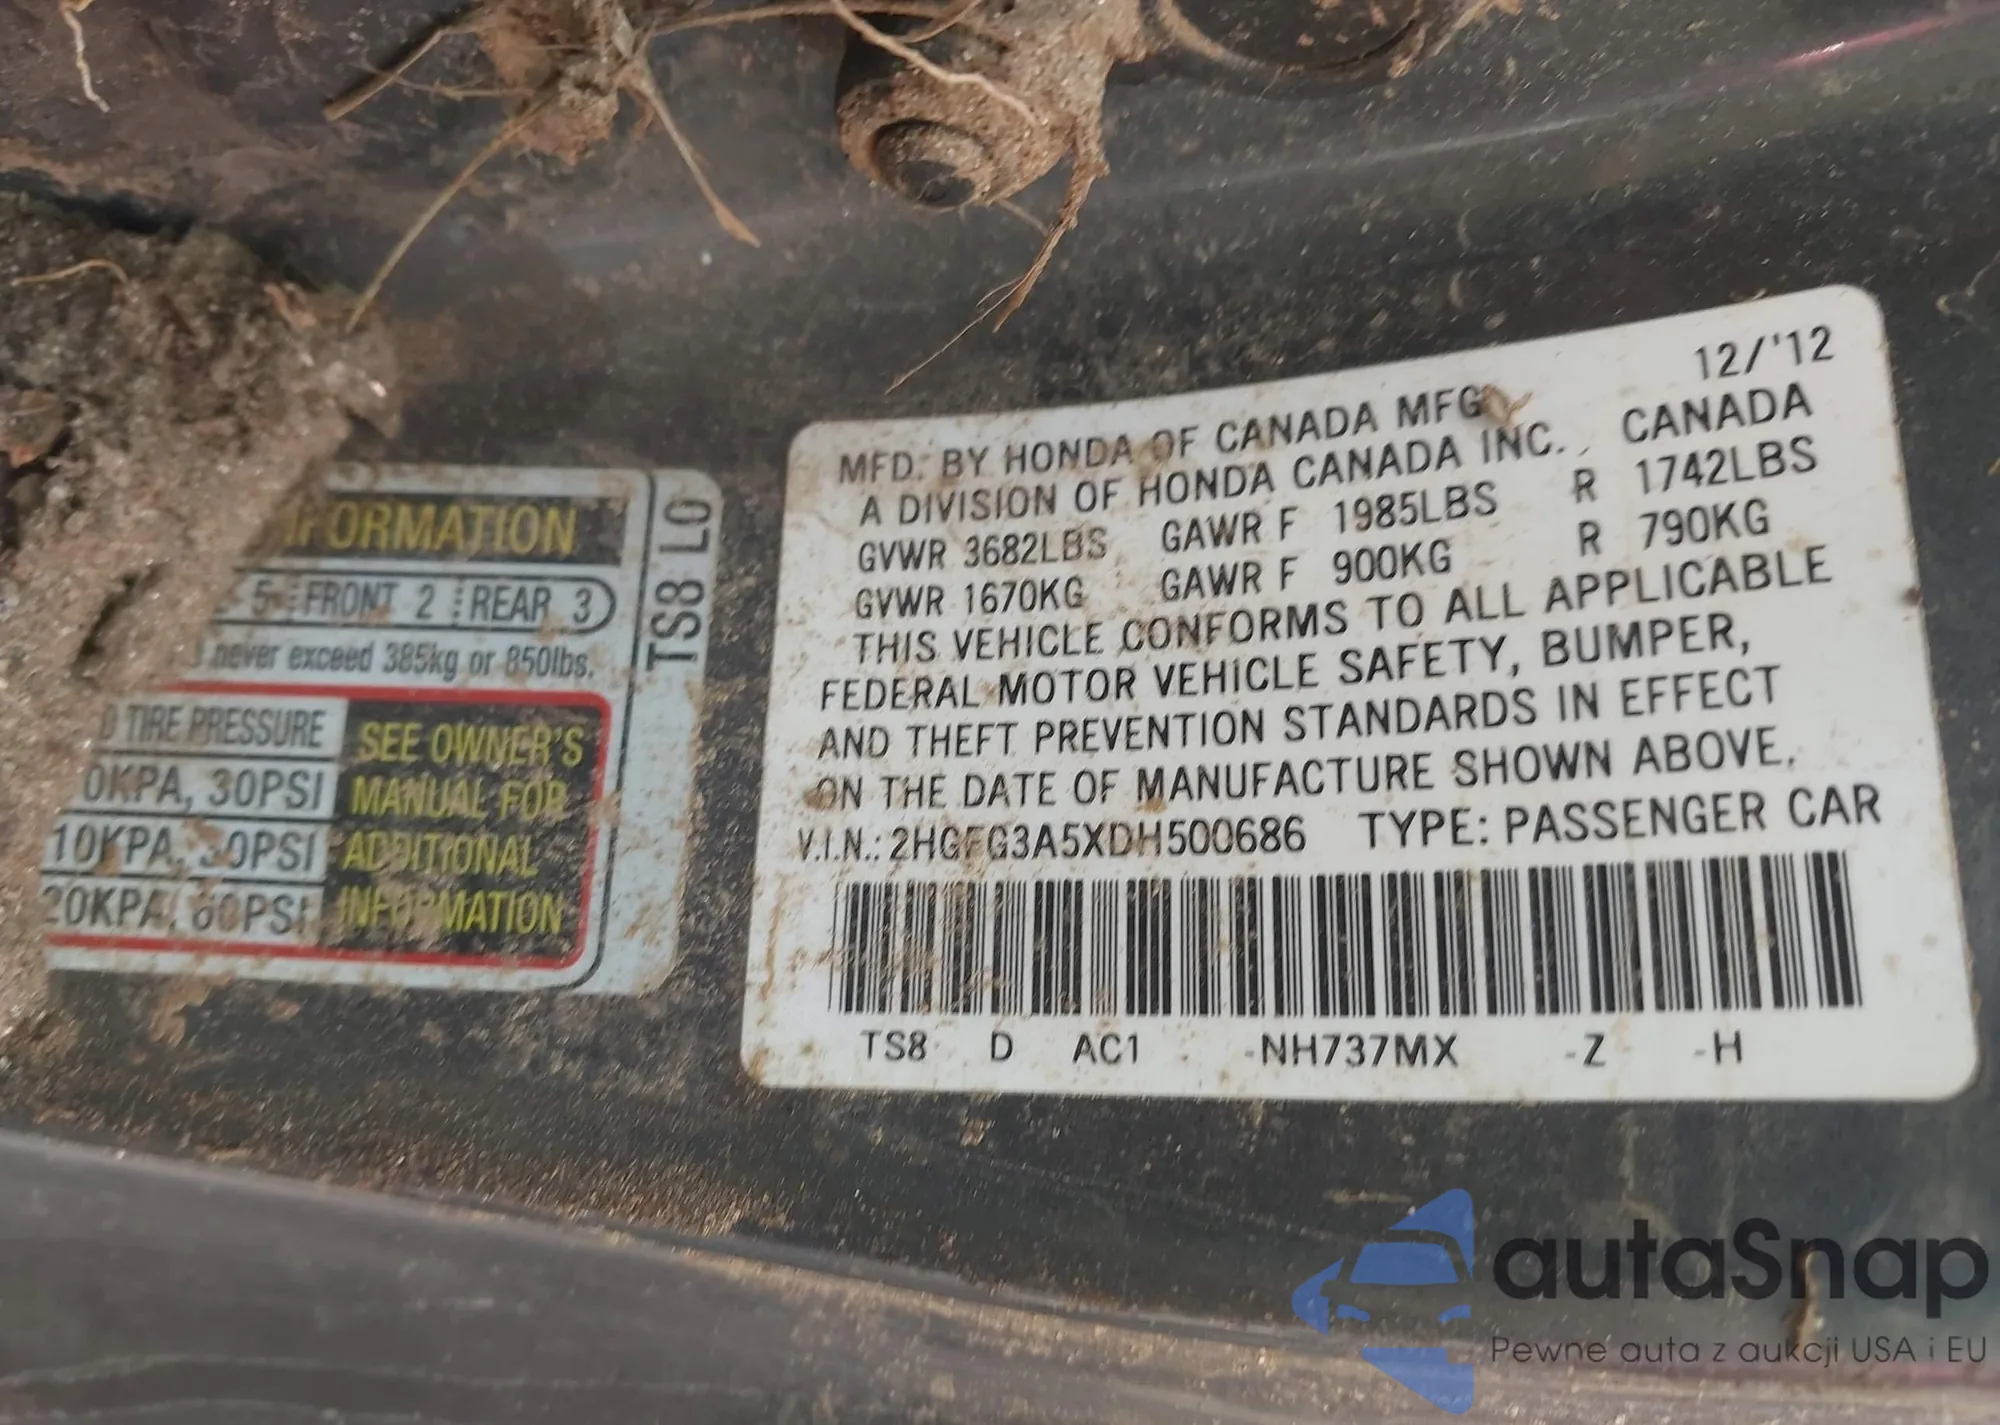 FORMATION
5 FRONT 2 REAR 3
never exceed 385kg or 850lbs.
TIRE PRESSURE
30PSI
60PSI
SEE OWNER'S
MANUAL FOR
ADDITIONAL
INFORMATION
TS8 L0
12/'12
MFD. BY HONDA OF CANADA MFG
A DIVISION OF HONDA CANADA INC., CANADA
GVWR 3682LBS GAWR F 1985LBS R 1742LBS
GVWR 1670KG GAWR F 900KG R 790KG
THIS VEHICLE CONFORMS TO ALL APPLICABLE
FEDERAL MOTOR VEHICLE SAFETY, BUMPER,
AND THEFT PREVENTION STANDARDS IN EFFECT
ON THE DATE OF MANUFACTURE SHOWN ABOVE.
V.I.N.: 2HGFG3A5XDH500686 TYPE: PASSENGER CAR
TS8 D AC1 -NH737MX -Z -H
autaSnap
Pewne auta z aukcji USA i EU